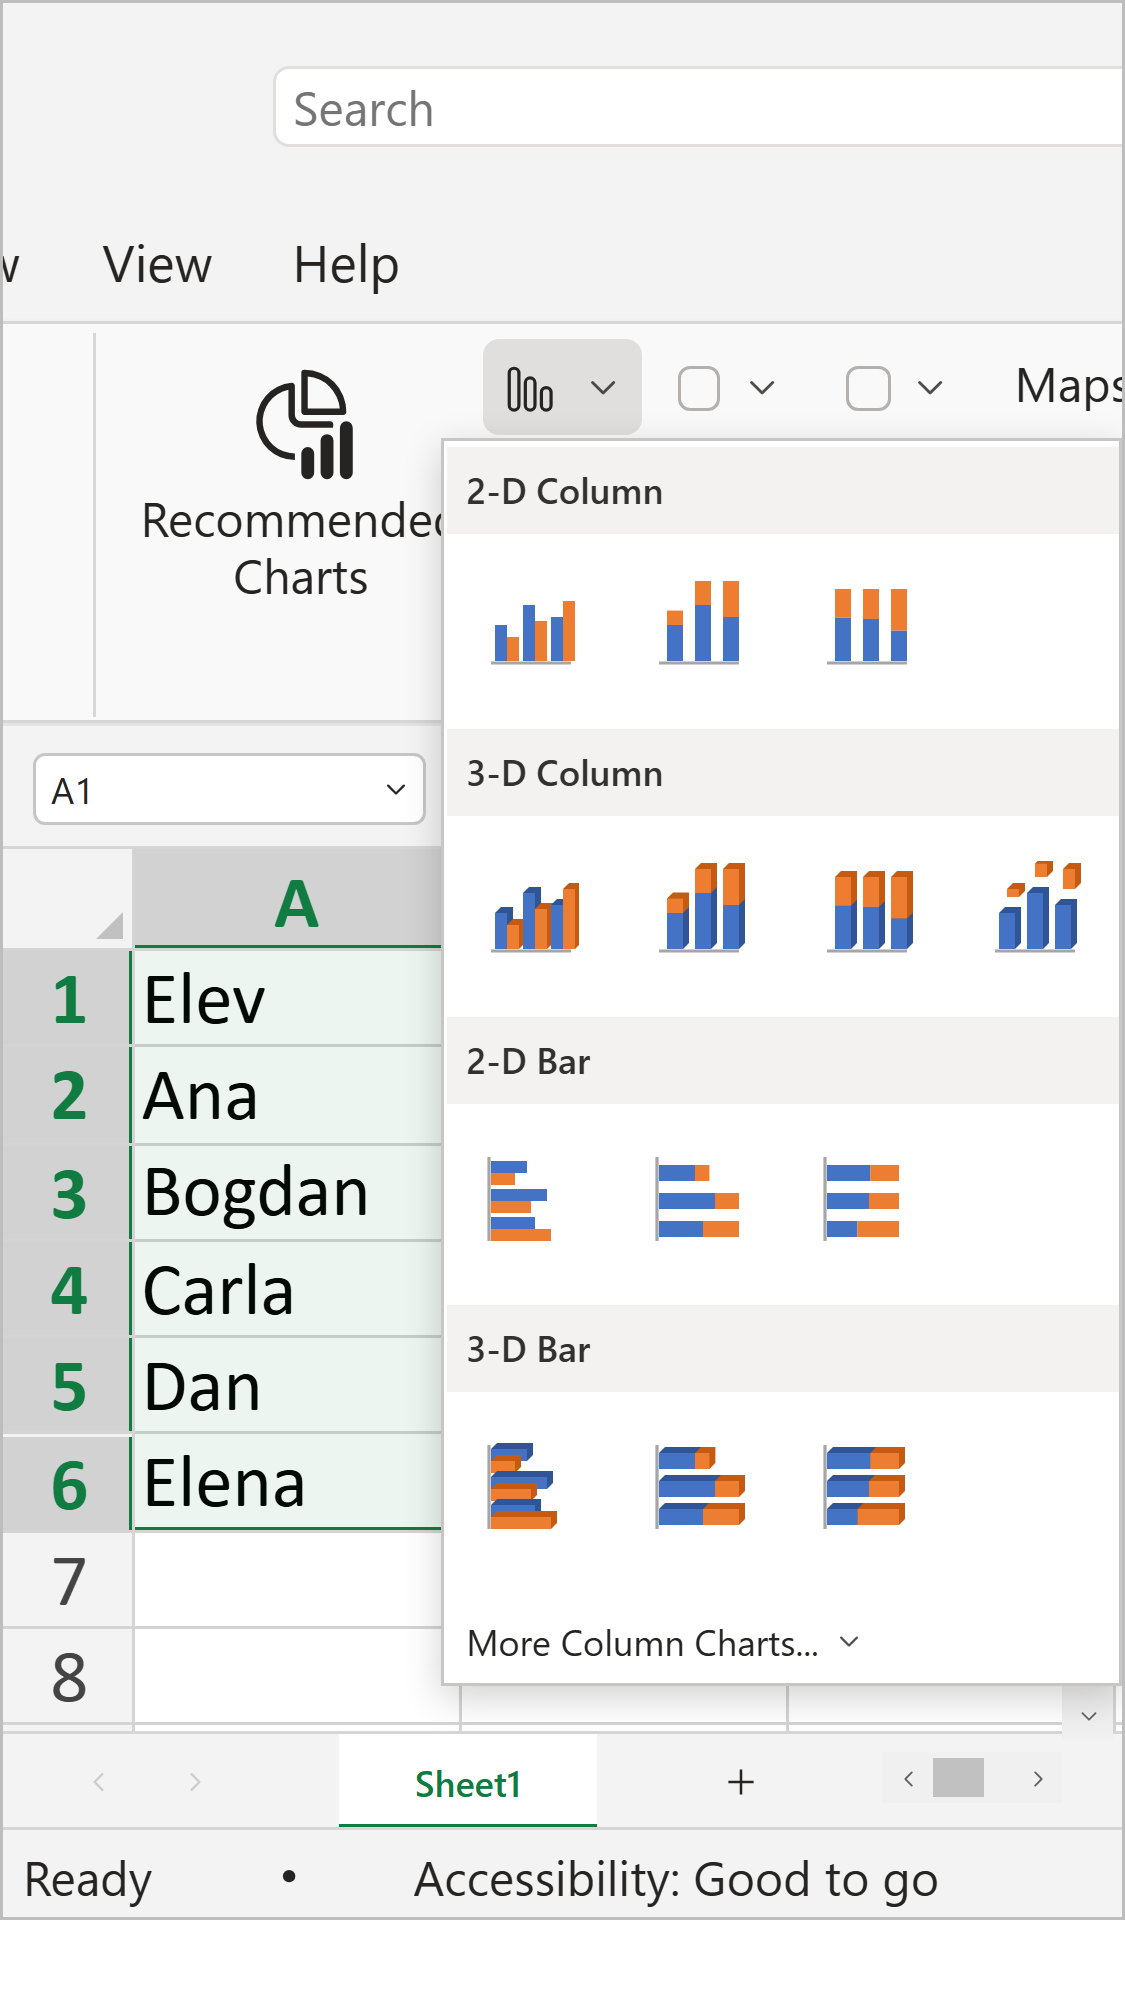 Search
View Help
Maps
Recommended
Charts
2-D Column
3-D Column
A1
A
1 Elev
2 Ana
3 Bogdan
4 Carla
5 Dan
6 Elena
7
8
2-D Bar
3-D Bar
More Column Charts...
Sheet1
Ready • Accessibility: Good to go